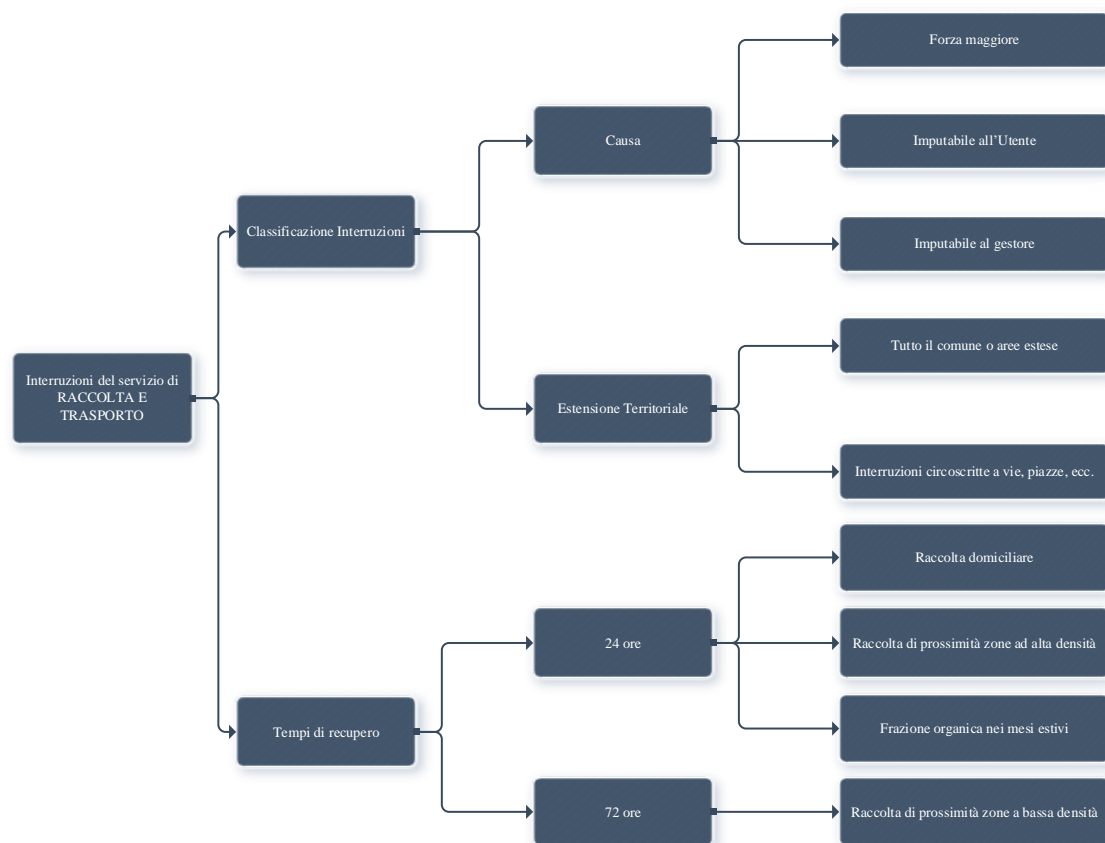 Forza maggiore
Causa
Imputabile all'Utente
Classificazione Interruzioni
Imputabile al gestore
Tutto il comune o aree estese
Interruzioni del servizio di
RACCOLTA E
TRASPORTO
Estensione Territoriale
Interruzioni circoscritte a vie, piazze, ecc.
Raccolta domiciliare
24 ore
Raccolta di prossimità zone ad alta densità
Tempi di recupero
Frazione organica nei mesi estivi
72 ore
Raccolta di prossimità zone a bassa densità